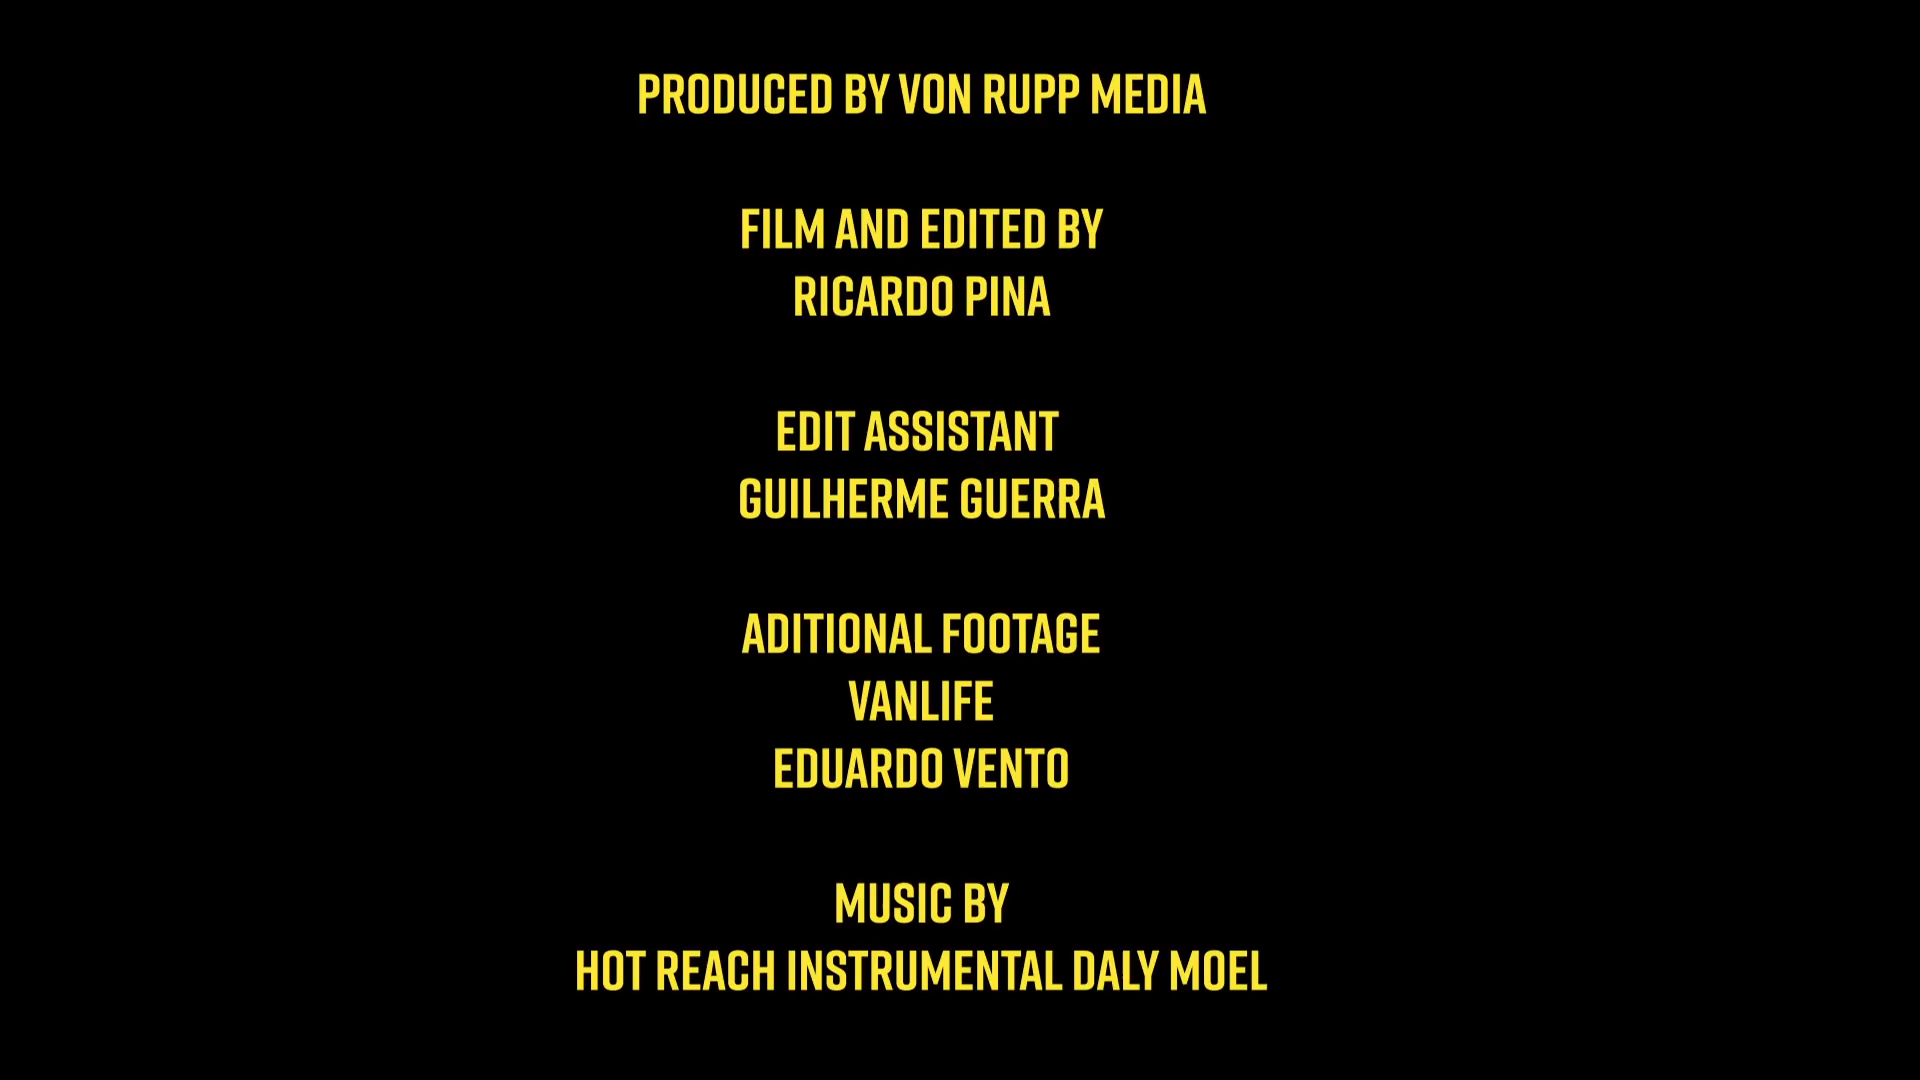 PRODUCED BY VON RUPP MEDIA
FILM AND EDITED BY
RICARDO PINA
EDIT ASSISTANT
GUILHERME GUERRA
ADITIONAL FOOTAGE
VANLIFE
EDUARDO VENTO
MUSIC BY
HOT REACH INSTRUMENTAL DALY MOEL